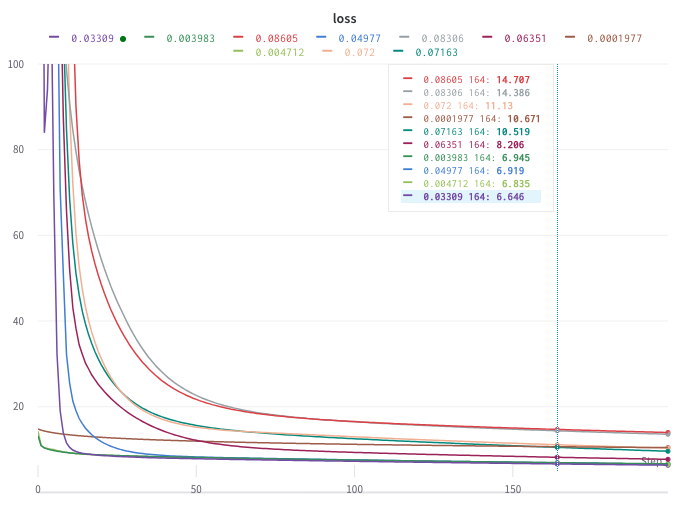 loss
0.03309 0.003983 0.08605 0.04977 0.08306 0.06351 0.0001977
0.004712 0.072 0.07163
100
0.08605 164: 14.707
0.08306 164: 14.386
0.072 164: 11.13
0.0001977 164: 10.671
0.07163 164: 10.519
0.06351 164: 8.206
0.003983 164: 6.945
0.04977 164: 6.919
0.004712 164: 6.835
0.03309 164: 6.646
80
60
40
20
Step
0 50 100 150